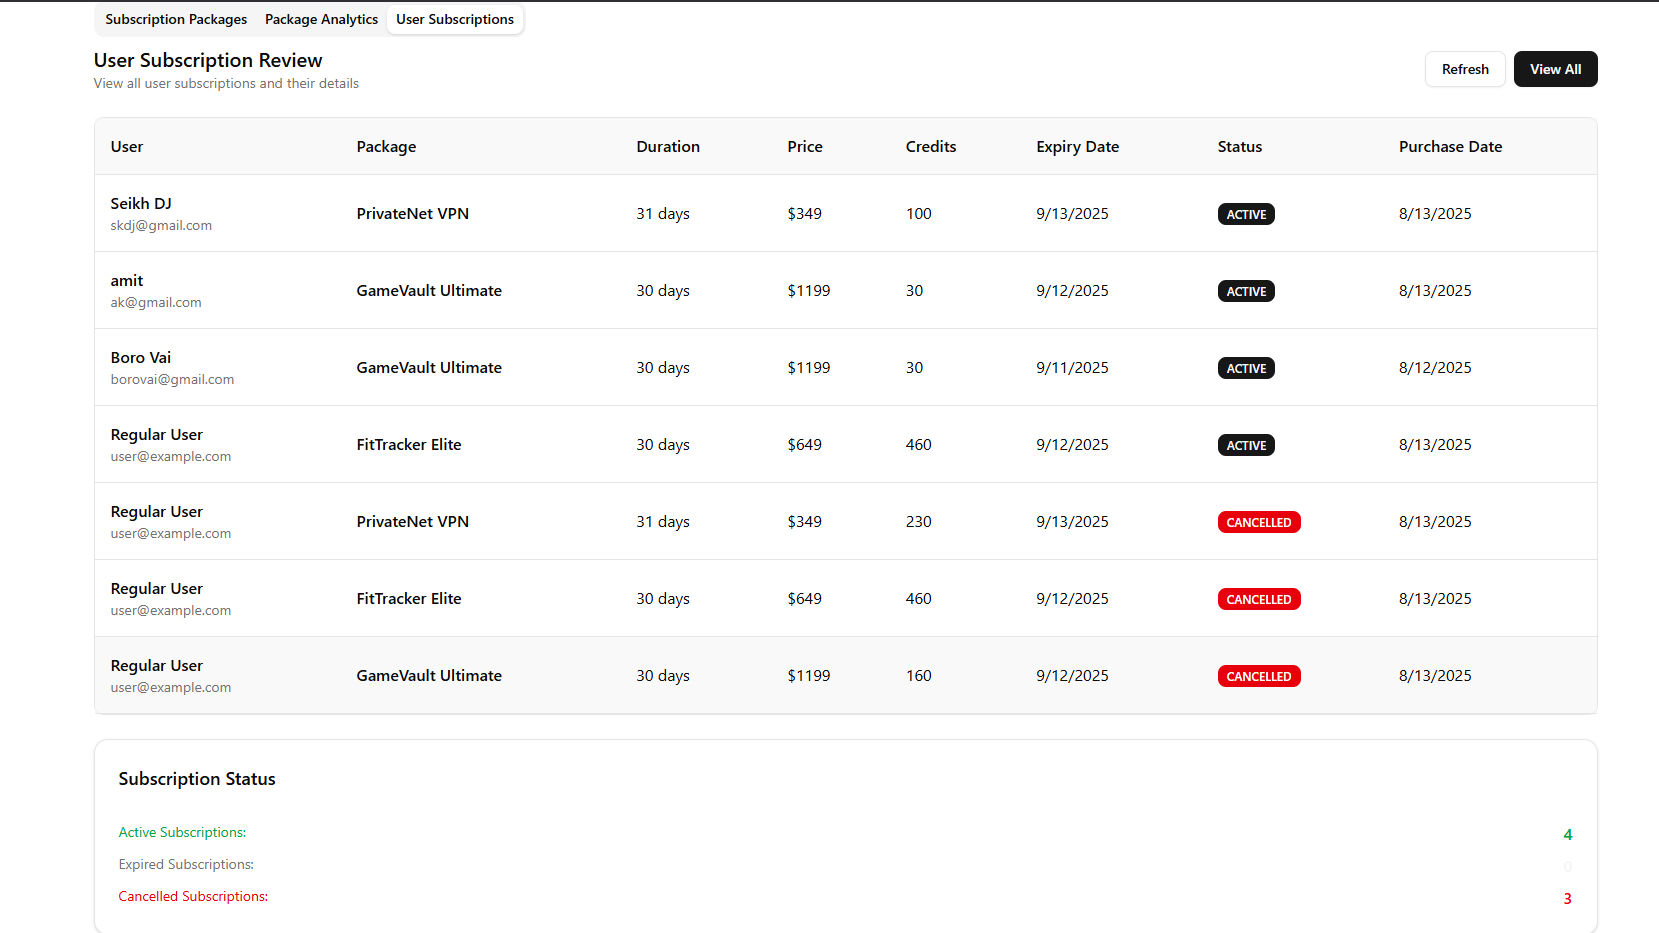 Subscription Packages Package Analytics User Subscriptions
User Subscription Review
View all user subscriptions and their details
Refresh View All
User Package Duration Price Credits Expiry Date Status Purchase Date
Seikh DJ
skdj@gmail.com
PrivateNet VPN 31 days $349 100 9/13/2025 ACTIVE 8/13/2025
amit
ak@gmail.com
GameVault Ultimate 30 days $1199 30 9/12/2025 ACTIVE 8/13/2025
Boro Vai
borovai@gmail.com
GameVault Ultimate 30 days $1199 30 9/11/2025 ACTIVE 8/12/2025
Regular User
user@example.com
FitTracker Elite 30 days $649 460 9/12/2025 ACTIVE 8/13/2025
Regular User
user@example.com
PrivateNet VPN 31 days $349 230 9/13/2025 CANCELLED 8/13/2025
Regular User
user@example.com
FitTracker Elite 30 days $649 460 9/12/2025 CANCELLED 8/13/2025
Regular User
user@example.com
GameVault Ultimate 30 days $1199 160 9/12/2025 CANCELLED 8/13/2025
Subscription Status
Active Subscriptions: 4
Expired Subscriptions: 0
Cancelled Subscriptions: 3